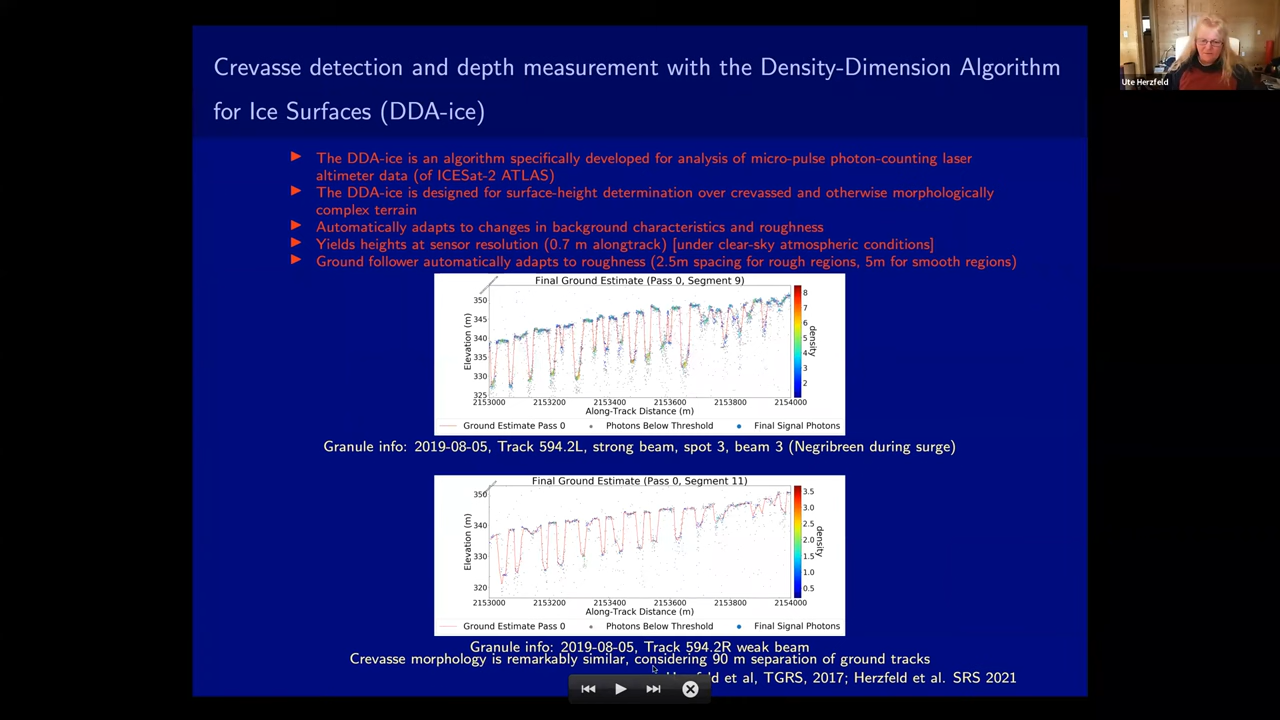 Crevasse detection and depth measurement with the Density-Dimension Algorithm
for Ice Surfaces (DDA-ice)
Ute Herzfeld
The DDA-ice is an algorithm specifically developed for analysis of micro-pulse photon-counting laser
altimeter data (of ICESat-2 ATLAS)
The DDA-ice is designed for surface-height determination over crevassed and otherwise morphologically
complex terrain
Automatically adapts to changes in background characteristics and roughness
Yields heights at sensor resolution (0.7 m alongtrack) [under clear-sky atmospheric conditions]
Ground follower automatically adapts to roughness (2.5m spacing for rough regions, 5m for smooth regions)
Final Ground Estimate (Pass 0, Segment 9)
Elevation (m)
350
345
340
335
330
325
2153000 2153200 2153400 2153600 2153800 2154000
Along-Track Distance (m)
8
7
6
5
4
3
2
density
Ground Estimate Pass 0 Photons Below Threshold Final Signal Photons
Granule info: 2019-08-05, Track 594.2L, strong beam, spot 3, beam 3 (Negribreen during surge)
Final Ground Estimate (Pass 0, Segment 11)
Elevation (m)
350
340
330
320
2153000 2153200 2153400 2153600 2153800 2154000
Along-Track Distance (m)
3.5
3.0
2.5
2.0
1.5
1.0
0.5
density
Ground Estimate Pass 0 Photons Below Threshold Final Signal Photons
Granule info: 2019-08-05, Track 594.2R weak beam
Crevasse morphology is remarkably similar, considering 90 m separation of ground tracks
et al, TGRS, 2017; Herzfeld et al. SRS 2021